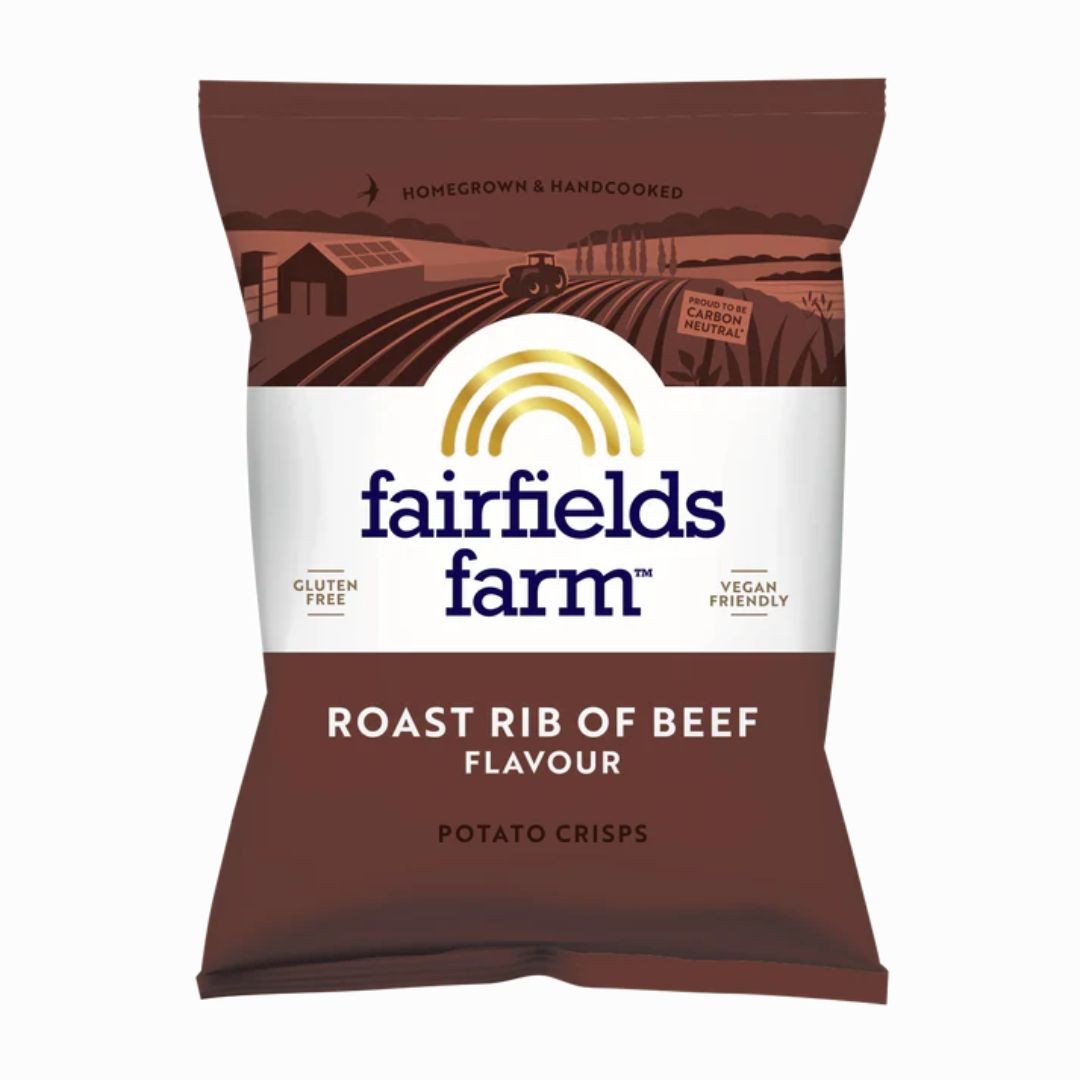 HOMEGROWN & HANDCOOKED
PROUD TO BE
CARBON
NEUTRAL*
fairfields
farm™
GLUTEN
FREE
VEGAN
FRIENDLY
ROAST RIB OF BEEF
FLAVOUR
POTATO CRISPS